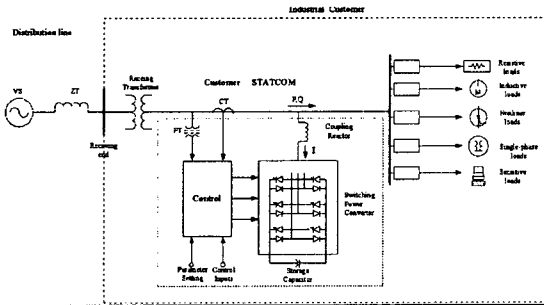 Industrial Customer
Distribution line
VS
ZT
Receiving
Transformer
Receiving
end
Customer STATCOM
CT
P,Q
PT
Coupling
Reactor
I
Control
Switching
Power
Converter
Parameter
Setting
Control
Inputs
Storage
Capacitor
Resistive
loads
Inductive
loads
M
Nonlinear
loads
Single-phase
loads
Sensitive
loads